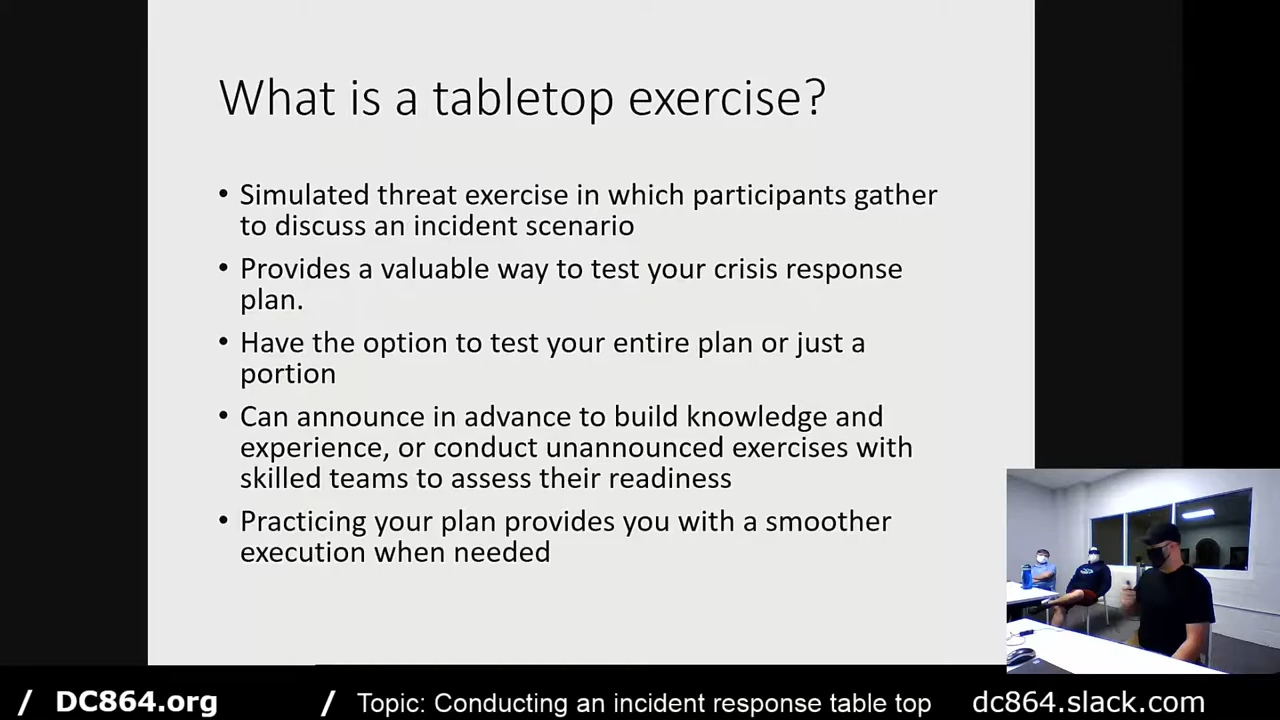 What is a tabletop exercise?
• Simulated threat exercise in which participants gather
to discuss an incident scenario
• Provides a valuable way to test your crisis response
plan.
• Have the option to test your entire plan or just a
portion
• Can announce in advance to build knowledge and
experience, or conduct unannounced exercises with
skilled teams to assess their readiness
• Practicing your plan provides you with a smoother
execution when needed
/ DC864.org / Topic: Conducting an incident response table top dc864.slack.com